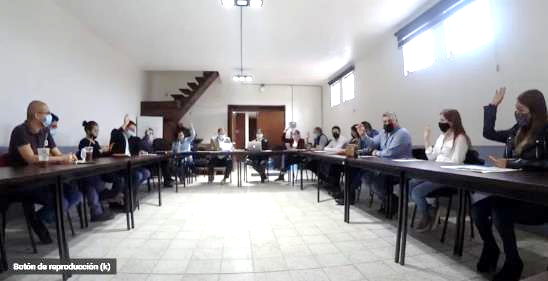 Botón de reproducción (k)